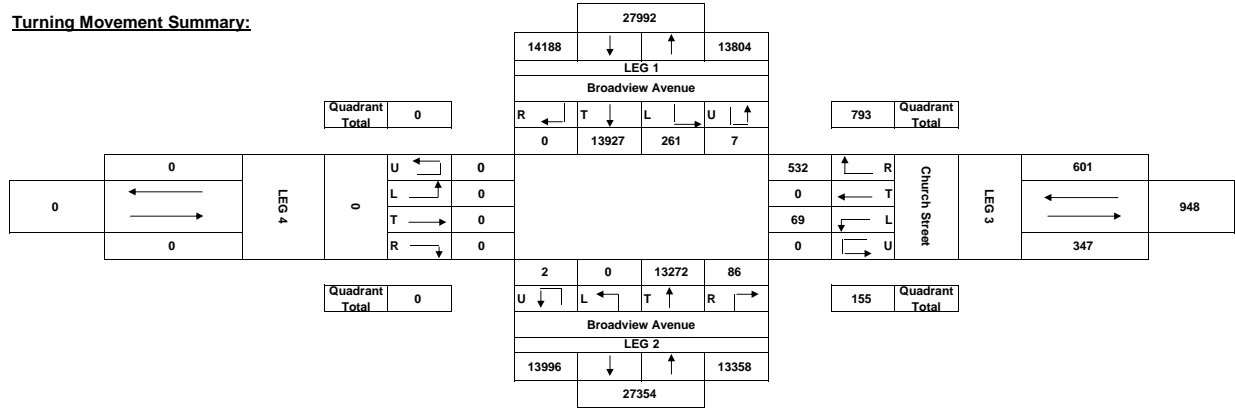 Turning Movement Summary:
27992
14188 13804
LEG 1
Broadview Avenue
R T L U
0 13927 261 7
Quadrant Total 0
793 Quadrant Total
0 LEG 4 0 U 0
0 L 0
T 0
0 R 0
532 R Church Street LEG 3 601
0 T 948
69 L
0 U 347
2 0 13272 86
U L T R
Quadrant Total 0
155 Quadrant Total
Broadview Avenue
LEG 2
13996 13358
27354